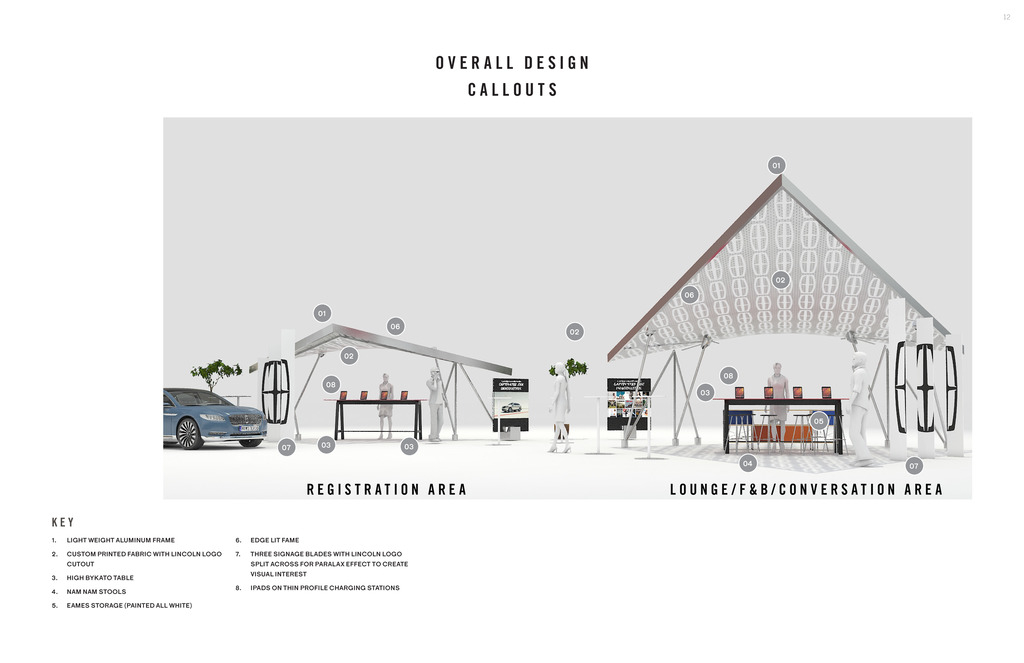 12
OVERALL DESIGN
CALLOUTS
01
02
06
01
06
02
02
08
08
03
05
07
03
03
04
07
REGISTRATION AREA
LOUNGE/F&B/CONVERSATION AREA
KEY
1. LIGHT WEIGHT ALUMINUM FRAME
2. CUSTOM PRINTED FABRIC WITH LINCOLN LOGO
CUTOUT
3. HIGH BYKATO TABLE
4. NAM NAM STOOLS
5. EAMES STORAGE (PAINTED ALL WHITE)
6. EDGE LIT FAME
7. THREE SIGNAGE BLADES WITH LINCOLN LOGO
SPLIT ACROSS FOR PARALAX EFFECT TO CREATE
VISUAL INTEREST
8. IPADS ON THIN PROFILE CHARGING STATIONS